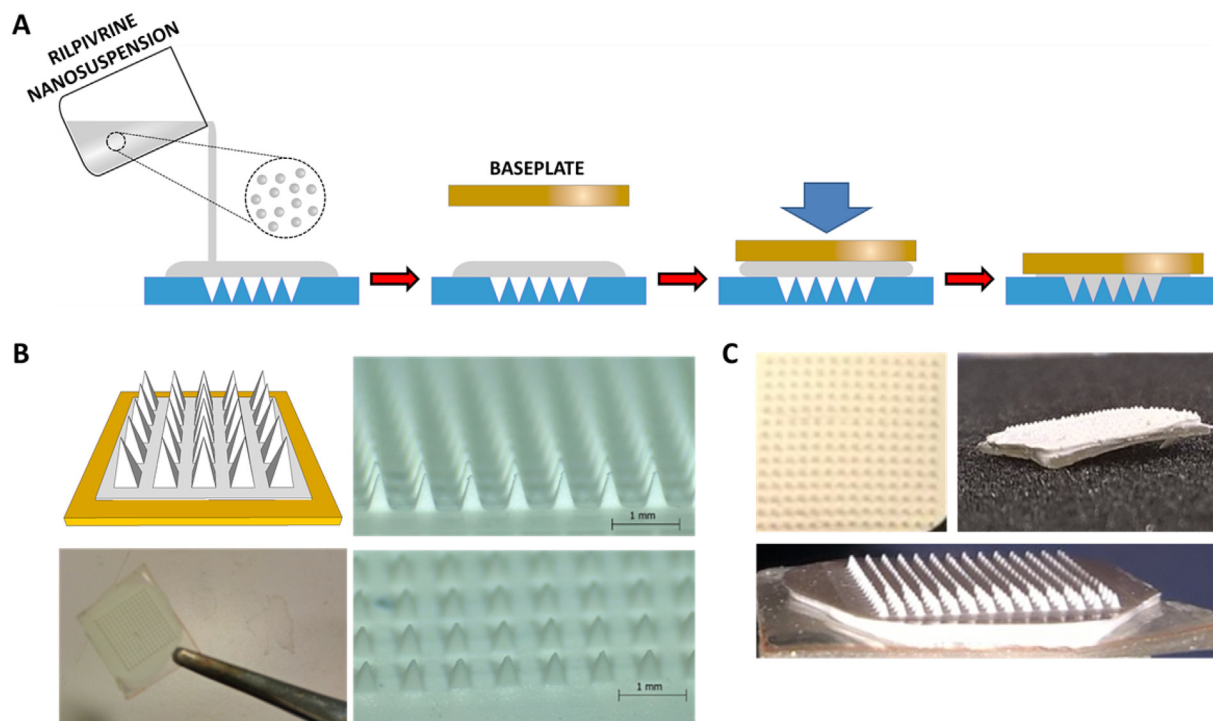 A
RILPIVRINE
NANOSUSPENSION
BASEPLATE
B
1 mm
1 mm
C